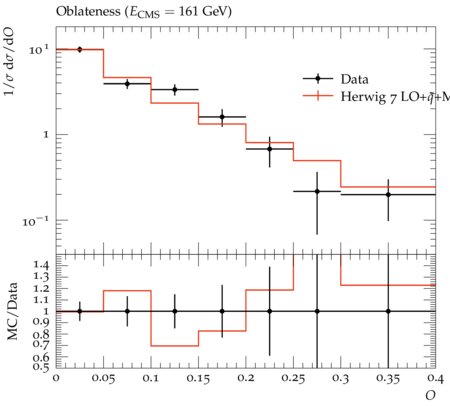 Oblateness (E_CMS = 161 GeV)
1/σ dσ/dO
10^1
1
10^−1
Data
Herwig 7 LO+q̃+M
MC/Data
1.4
1.3
1.2
1.1
1
0.9
0.8
0.7
0.6
0.5
0 0.05 0.1 0.15 0.2 0.25 0.3 0.35 0.4
O